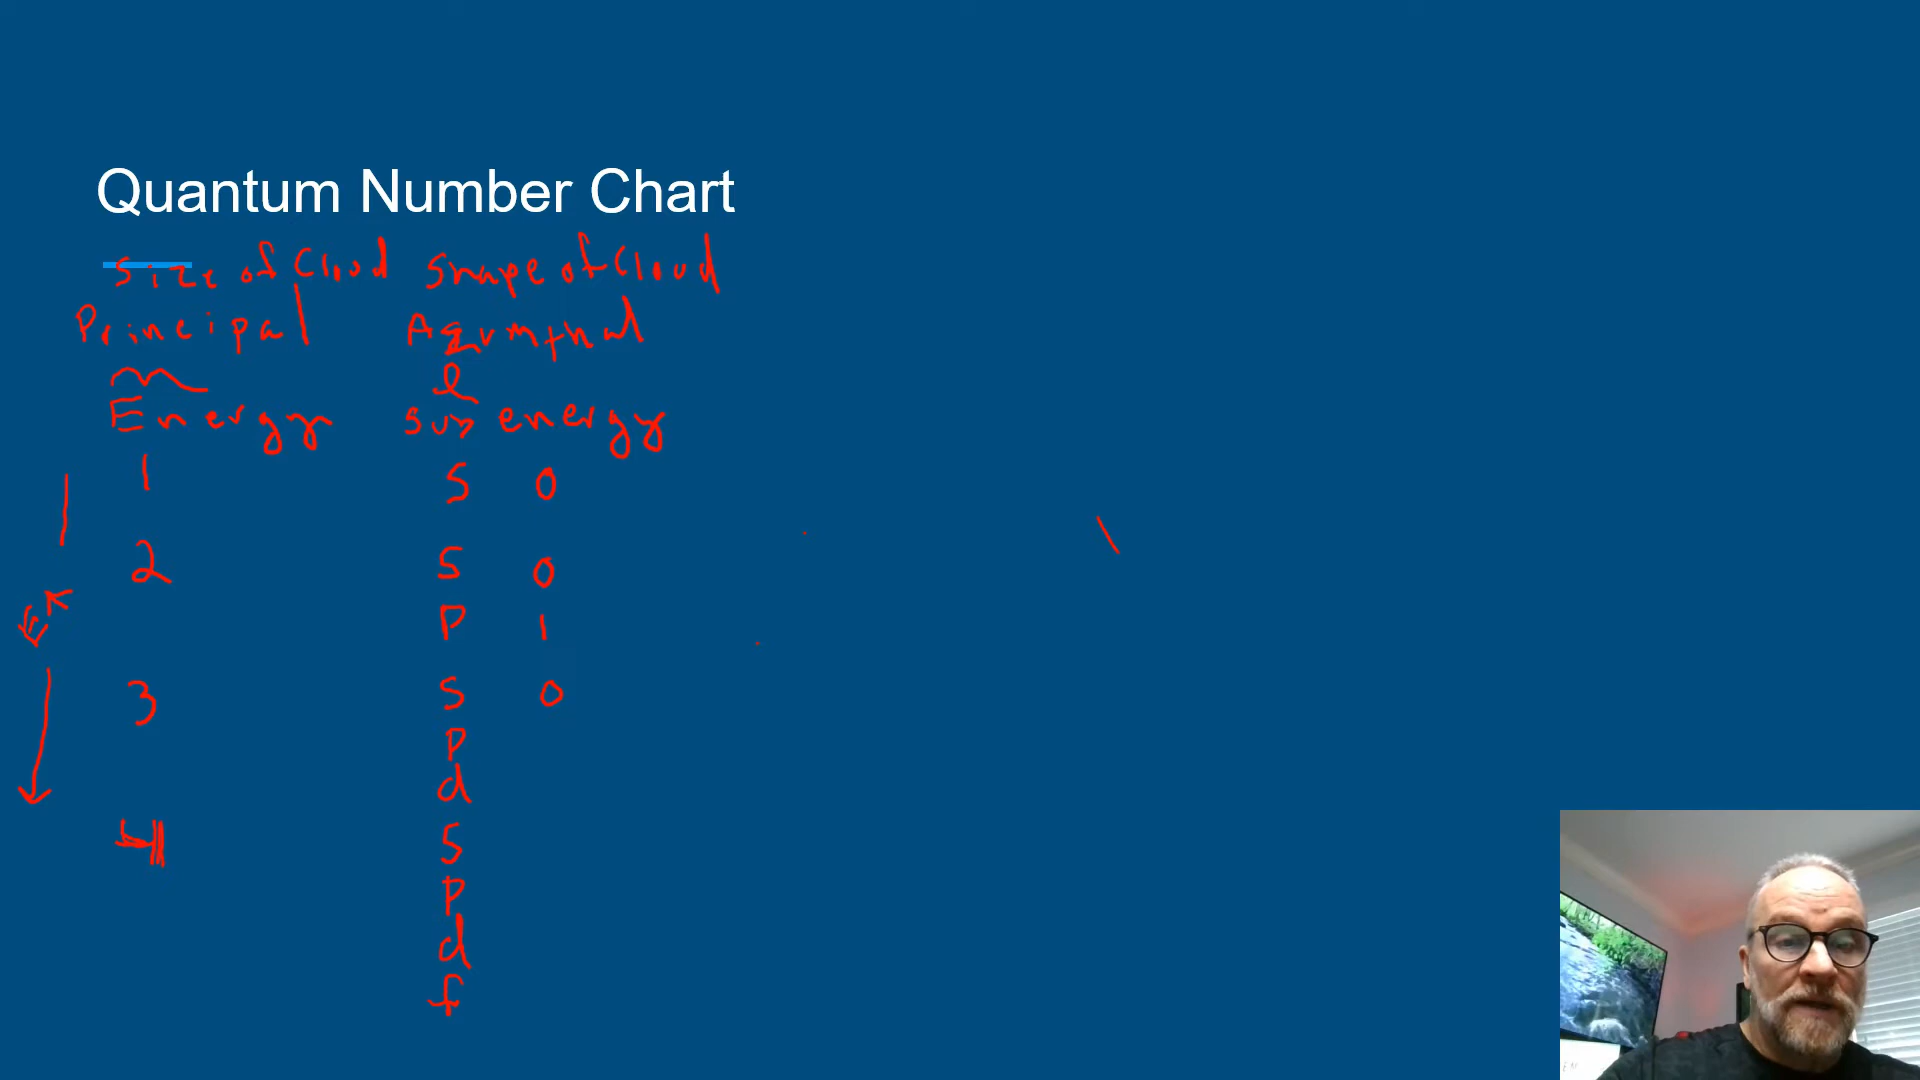 Quantum Number Chart
Size of Cloud Shape of Cloud
Principal
n l
Energy Sub energy
1 S 0
2 S 0
P 1
E
3 S 0
P
d
4 S
P
d
f